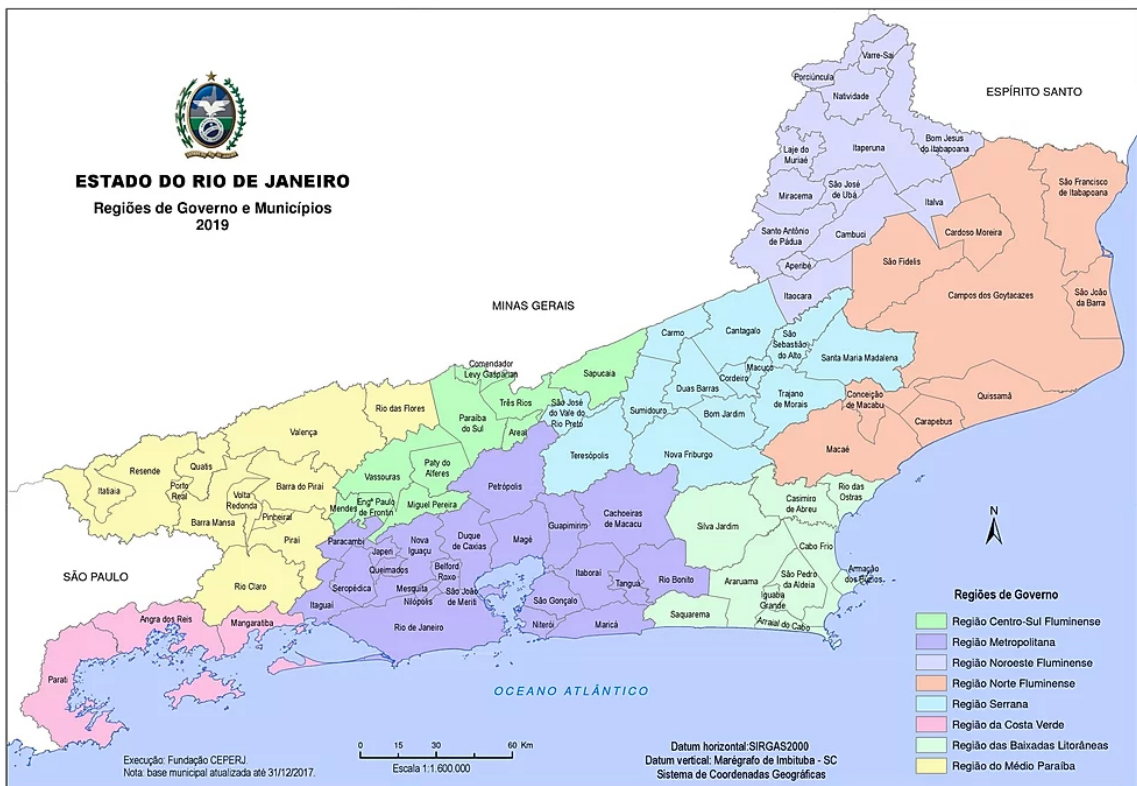 ESTADO DO RIO DE JANEIRO
Regiões de Governo e Municípios
2019
ESPÍRITO SANTO
MINAS GERAIS
SÃO PAULO
OCEANO ATLÂNTICO
Varre-Sai
Porciúncula
Natividade
Bom Jesus
do Itabapoana
Laje do
Muriaé
Itaperuna
São José
de Ubá
Miracema
Italva
Santo Antônio
de Pádua
Cambuci
Aperibé
Itaocara
São Francisco
de Itabapoana
Cardoso Moreira
São Fidelis
Campos dos Goytacazes
São João
da Barra
Quissamã
Conceição
de Macabu
Carapebus
Macaé
Carmo
Cantagalo
São
Sebastião
do Alto
Santa Maria Madalena
Macuco
Cordeiro
Duas Barras
Trajano
de Morais
Sumidouro
Bom Jardim
São José
do Vale do
Rio Preto
Teresópolis
Nova Friburgo
Comendador
Levy Gasparian
Sapucaia
Três Rios
Paraíba
do Sul
Areal
Paty do
Alferes
Vassouras
Engª Paulo
de Frontin
Mendes
Miguel Pereira
Rio das Flores
Valença
Resende
Quatis
Itatiaia
Porto
Real
Volta
Redonda
Barra do Piraí
Barra Mansa
Pinheiral
Piraí
Rio Claro
Petrópolis
Cachoeiras
de Macacu
Guapimirim
Magé
Duque
de Caxias
Nova
Iguaçu
Paracambi
Japeri
Queimados
Belford
Roxo
Seropédica
Mesquita
Nilópolis
São João
de Meriti
Itaguaí
Rio de Janeiro
Itaboraí
Tanguá
Rio Bonito
São Gonçalo
Niterói
Maricá
Rio das
Ostras
Casimiro
de Abreu
Silva Jardim
Cabo Frio
Armação
dos Búzios
Araruama
São Pedro
da Aldeia
Iguaba
Grande
Saquarema
Arraial do Cabo
Angra dos Reis
Mangaratiba
Parati
N
Regiões de Governo
Região Centro-Sul Fluminense
Região Metropolitana
Região Noroeste Fluminense
Região Norte Fluminense
Região Serrana
Região da Costa Verde
Região das Baixadas Litorâneas
Região do Médio Paraíba
Execução: Fundação CEPERJ.
Nota: base municipal atualizada até 31/12/2017.
0 15 30 60 Km
Escala 1:1.600.000
Datum horizontal:SIRGAS2000
Datum vertical: Marégrafo de Imbituba - SC
Sistema de Coordenadas Geográficas